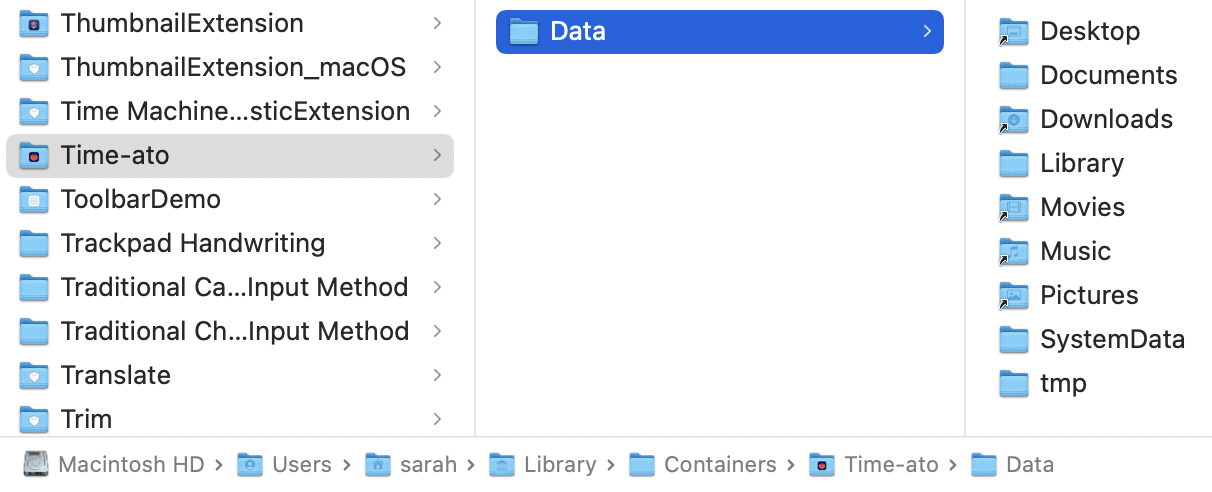 ThumbnailExtension
ThumbnailExtension_macOS
Time Machine...sticExtension
Time-ato
ToolbarDemo
Trackpad Handwriting
Traditional Ca...Input Method
Traditional Ch...Input Method
Translate
Trim
Data
Desktop
Documents
Downloads
Library
Movies
Music
Pictures
SystemData
tmp
Macintosh HD › Users › sarah › Library › Containers › Time-ato › Data